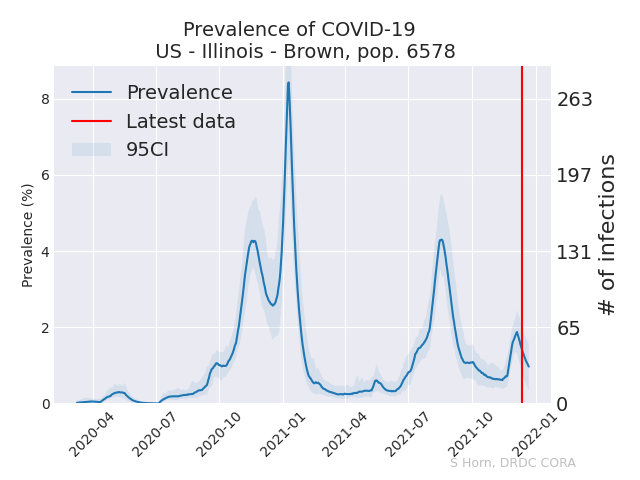 Prevalence of COVID-19
US - Illinois - Brown, pop. 6578
Prevalence
Latest data
95CI
Prevalence (%)
8
6
4
2
0
263
197
131
65
0
# of infections
2020-04
2020-07
2020-10
2021-01
2021-04
2021-07
2021-10
2022-01
S Horn, DRDC CORA